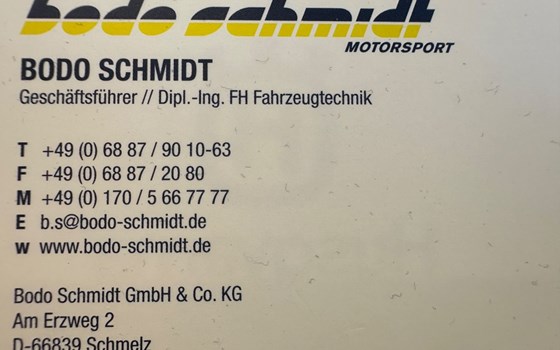 bodo schmidt
MOTORSPORT
BODO SCHMIDT
Geschäftsführer // Dipl.-Ing. FH Fahrzeugtechnik
T +49 (0) 68 87 / 90 10-63
F +49 (0) 68 87 / 20 80
M +49 (0) 170 / 5 66 77 77
E b.s@bodo-schmidt.de
w www.bodo-schmidt.de
Bodo Schmidt GmbH & Co. KG
Am Erzweg 2
D-66839 Schmelz